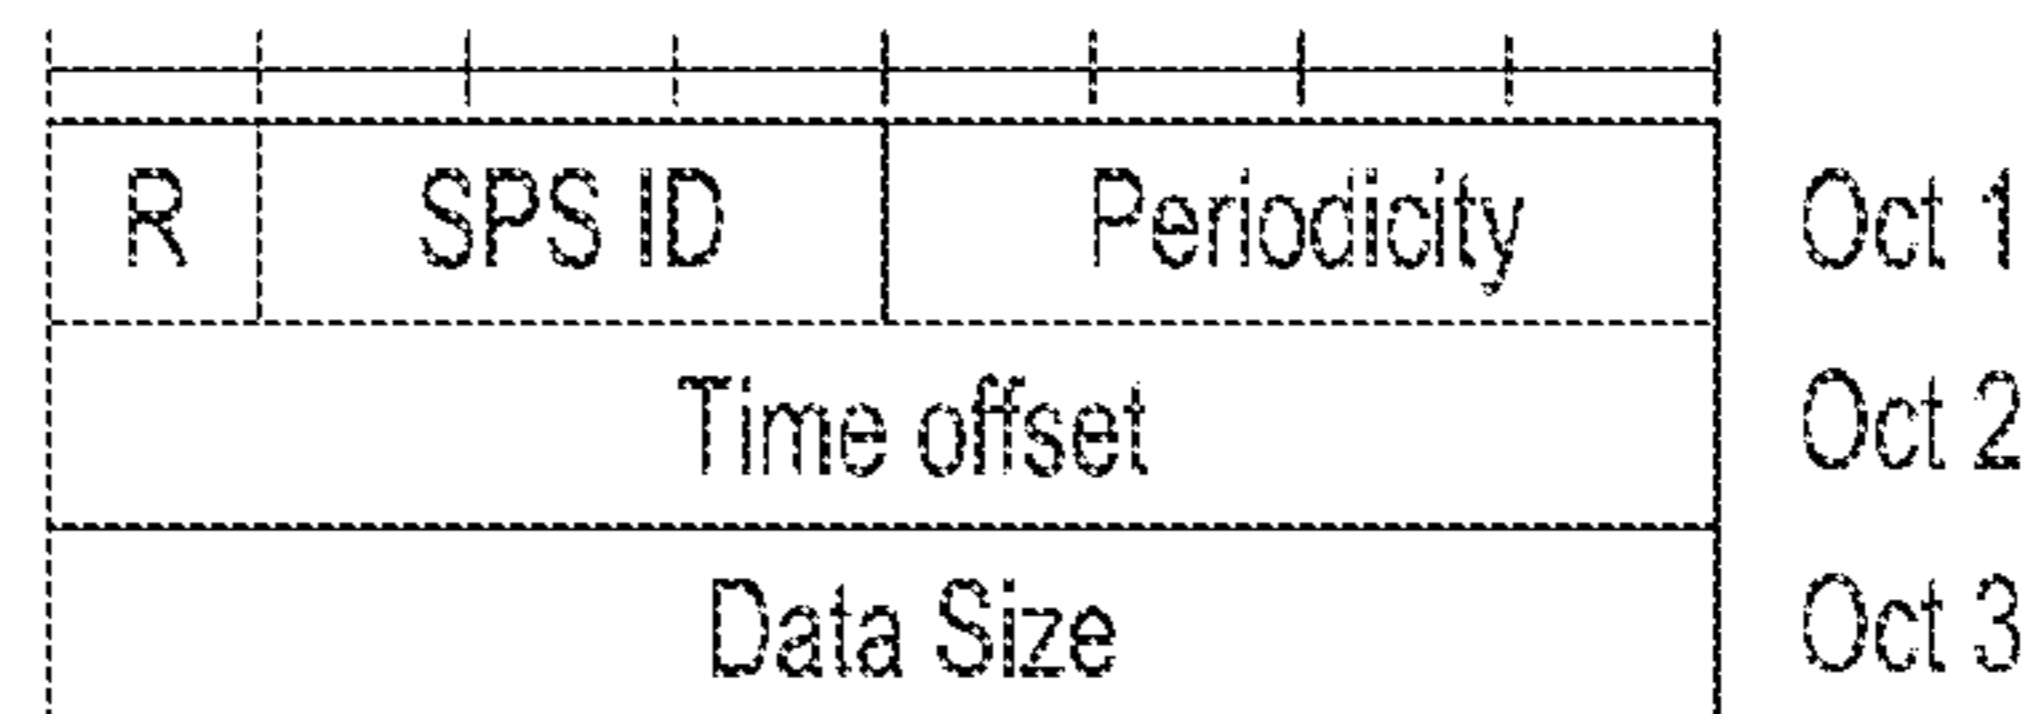 R SPS ID Periodicity Oct 1
Time offset Oct 2
Data Size Oct 3